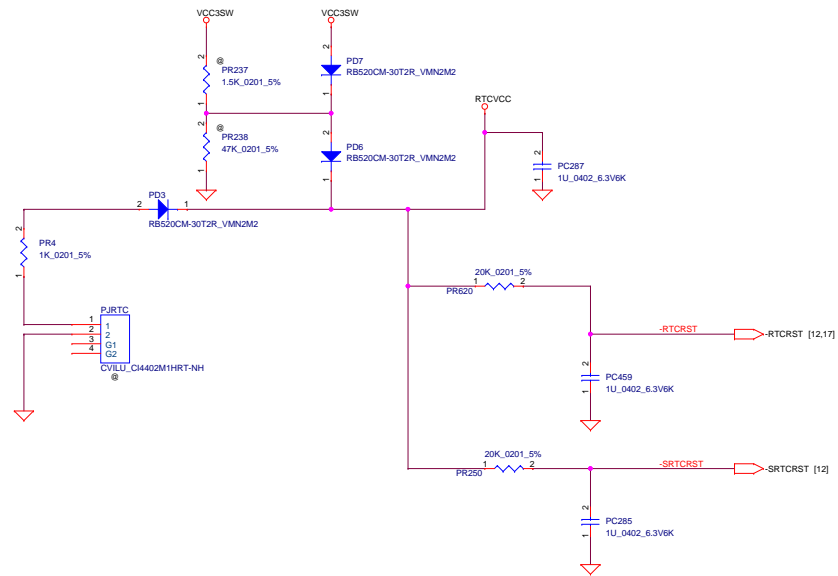 VCC3SW
VCC3SW
2
@
PR237
1.5K_0201_5%
1
2
PD7
RB520CM-30T2R_VMN2M2
1
RTCVCC
2
@
PR238
47K_0201_5%
1
2
PD6
RB520CM-30T2R_VMN2M2
1
2
PC287
1U_0402_6.3V6K
1
PD3
2
1
RB520CM-30T2R_VMN2M2
2
PR4
1K_0201_5%
1
20K_0201_5%
1
2
PR620
PJRTC
1
1
2
2
3
G1
4
G2
CVILU_CI4402M1HRT-NH
@
-RTCRST
-RTCRST [12,17]
2
PC459
1U_0402_6.3V6K
1
20K_0201_5%
1
2
PR250
-SRTCRST
-SRTCRST [12]
2
PC285
1U_0402_6.3V6K
1